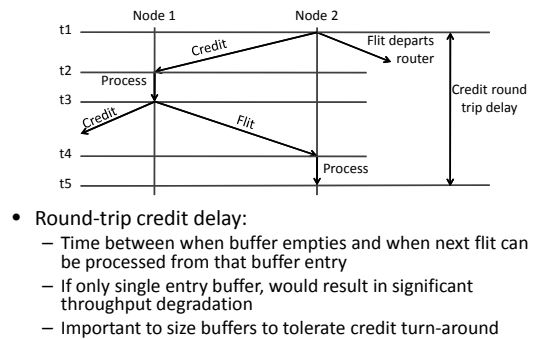 Node 1 Node 2
t1
Credit
Flit departs
router
t2
Process
Credit round
trip delay
t3
Credit
Flit
t4
Process
t5
• Round-trip credit delay:
– Time between when buffer empties and when next flit can
be processed from that buffer entry
– If only single entry buffer, would result in significant
throughput degradation
– Important to size buffers to tolerate credit turn-around